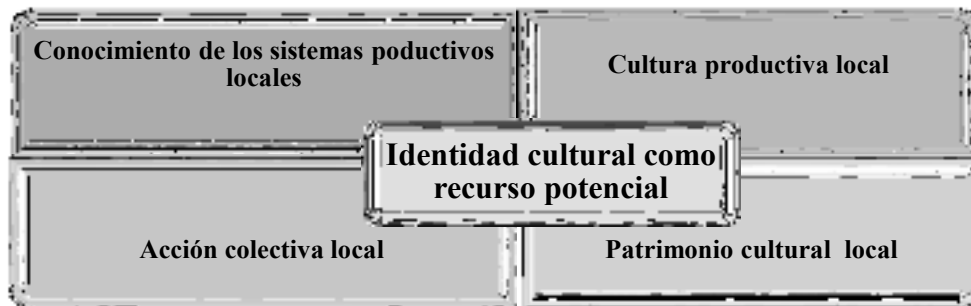 Conocimiento de los sistemas poductivos
locales
Cultura productiva local
Identidad cultural como
recurso potencial
Acción colectiva local
Patrimonio cultural local